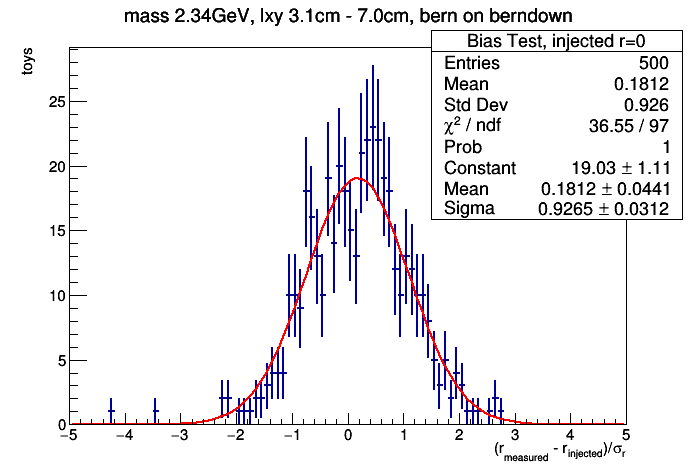 mass 2.34GeV, lxy 3.1cm - 7.0cm, bern on berndown
Bias Test, injected r=0
Entries 500
Mean 0.1812
Std Dev 0.926
χ² / ndf 36.55 / 97
Prob 1
Constant 19.03 ± 1.11
Mean 0.1812 ± 0.0441
Sigma 0.9265 ± 0.0312
toys
25
20
15
10
5
0
−5 −4 −3 −2 −1 0 1 2 3 4 5
(r_measured - r_injected)/σ_r